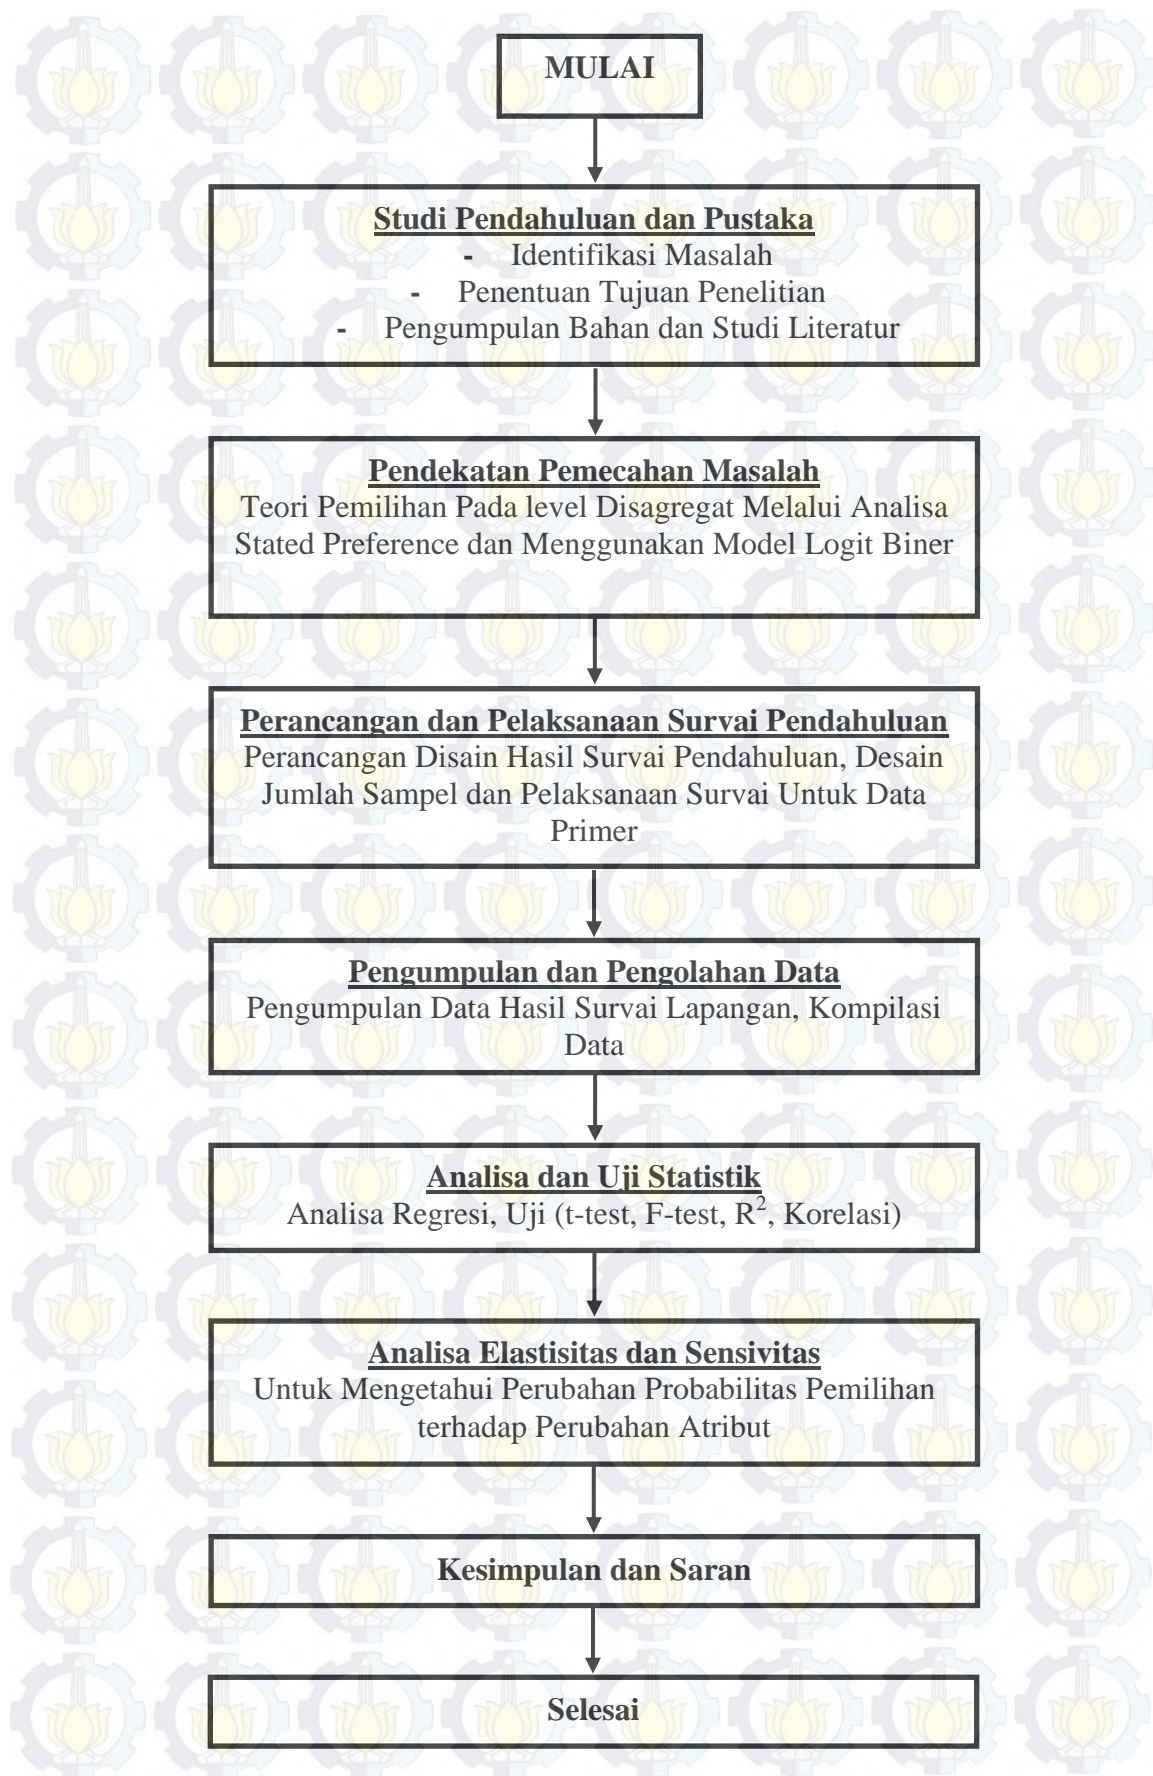 MULAI
Studi Pendahuluan dan Pustaka
- Identifikasi Masalah
- Penentuan Tujuan Penelitian
- Pengumpulan Bahan dan Studi Literatur
Pendekatan Pemecahan Masalah
Teori Pemilihan Pada level Disagregat Melalui Analisa
Stated Preference dan Menggunakan Model Logit Biner
Perancangan dan Pelaksanaan Survai Pendahuluan
Perancangan Disain Hasil Survai Pendahuluan, Desain
Jumlah Sampel dan Pelaksanaan Survai Untuk Data
Primer
Pengumpulan dan Pengolahan Data
Pengumpulan Data Hasil Survai Lapangan, Kompilasi
Data
Analisa dan Uji Statistik
Analisa Regresi, Uji (t-test, F-test, R², Korelasi)
Analisa Elastisitas dan Sensivitas
Untuk Mengetahui Perubahan Probabilitas Pemilihan
terhadap Perubahan Atribut
Kesimpulan dan Saran
Selesai